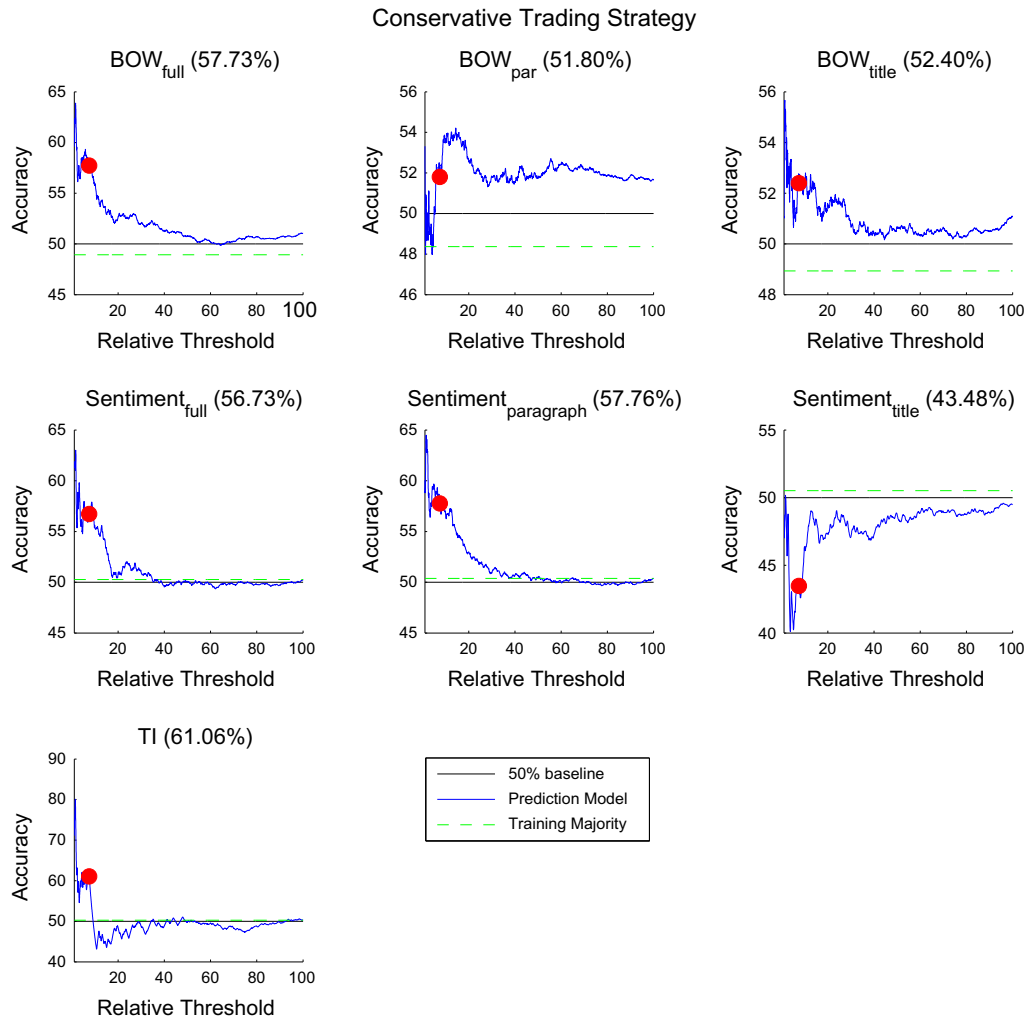 Conservative Trading Strategy
BOW_full (57.73%)
65
60
55
50
45
20 40 60 80 100
Accuracy
Relative Threshold
BOW_par (51.80%)
56
54
52
50
48
46
20 40 60 80 100
Accuracy
Relative Threshold
BOW_title (52.40%)
56
54
52
50
48
20 40 60 80 100
Accuracy
Relative Threshold
Sentiment_full (56.73%)
65
60
55
50
45
20 40 60 80 100
Accuracy
Relative Threshold
Sentiment_paragraph (57.76%)
65
60
55
50
45
20 40 60 80 100
Accuracy
Relative Threshold
Sentiment_title (43.48%)
55
50
45
40
20 40 60 80 100
Accuracy
Relative Threshold
TI (61.06%)
90
80
70
60
50
40
20 40 60 80 100
Accuracy
Relative Threshold
50% baseline
Prediction Model
Training Majority